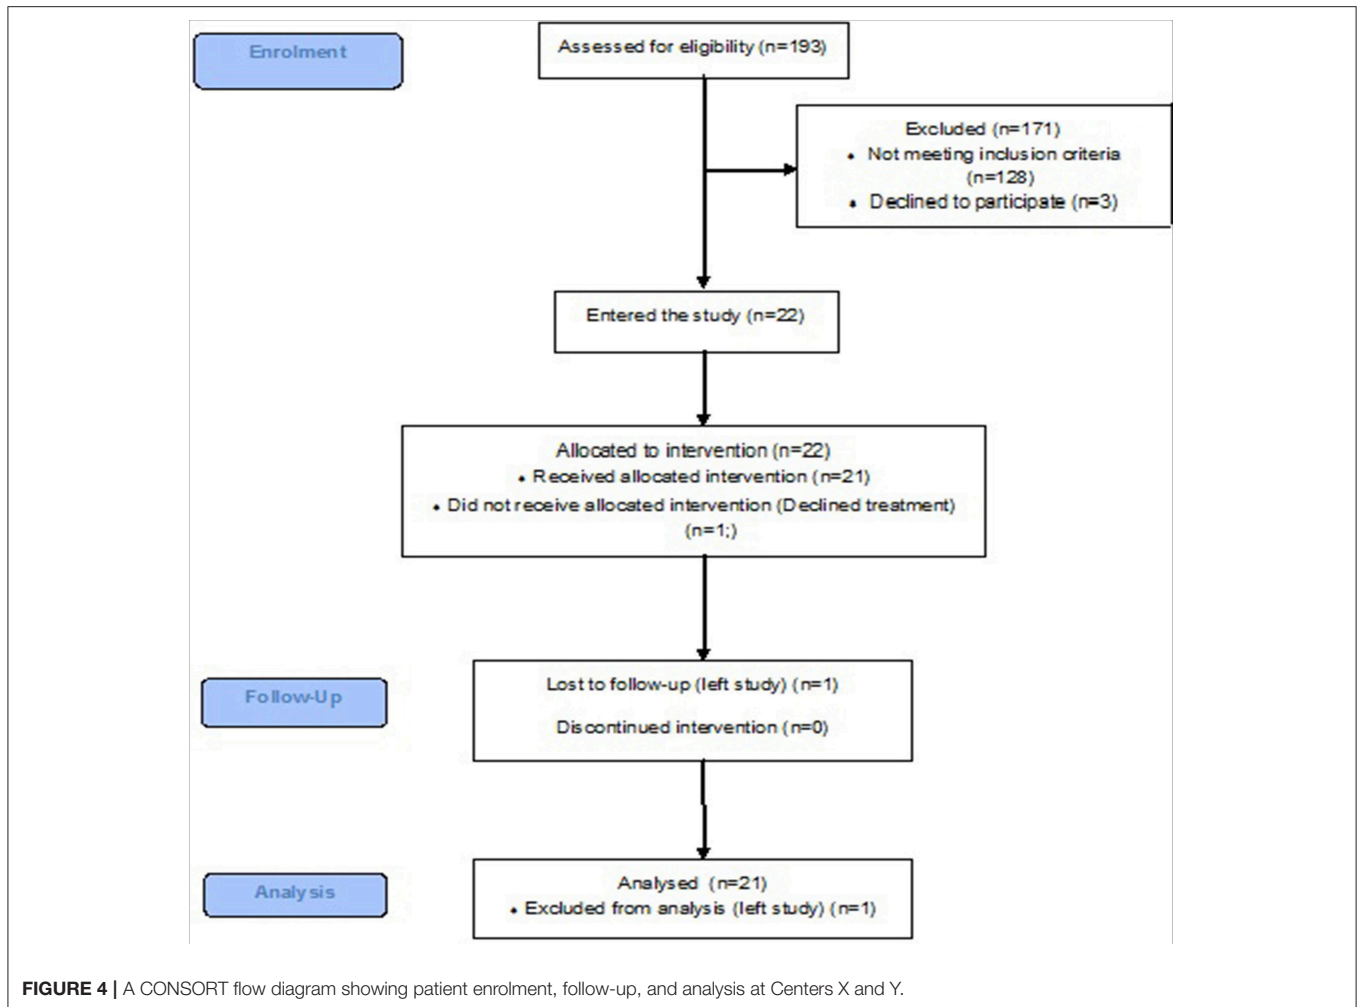 Enrolment
Assessed for eligibility (n=193)
Excluded (n=171)
• Not meeting inclusion criteria
(n=128)
• Declined to participate (n=3)
Entered the study (n=22)
Allocated to intervention (n=22)
• Received allocated intervention (n=21)
• Did not receive allocated intervention (Declined treatment)
(n=1;)
Follow-Up
Lost to follow-up (left study) (n=1)
Discontinued intervention (n=0)
Analysis
Analysed (n=21)
• Excluded from analysis (left study) (n=1)
FIGURE 4 | A CONSORT flow diagram showing patient enrolment, follow-up, and analysis at Centers X and Y.